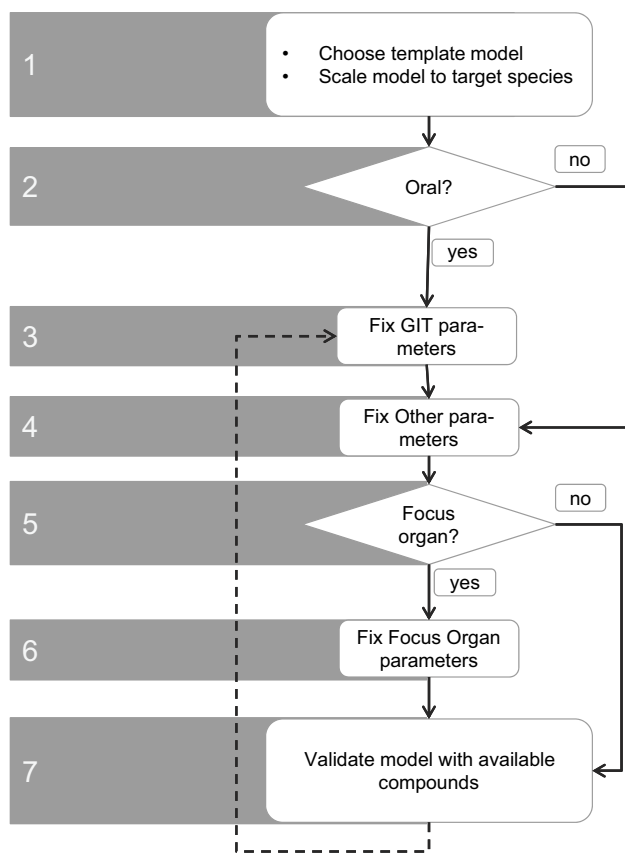 1
• Choose template model
• Scale model to target species
2
Oral?
no
yes
3
Fix GIT para-
meters
4
Fix Other para-
meters
5
Focus
organ?
no
yes
6
Fix Focus Organ
parameters
7
Validate model with available
compounds